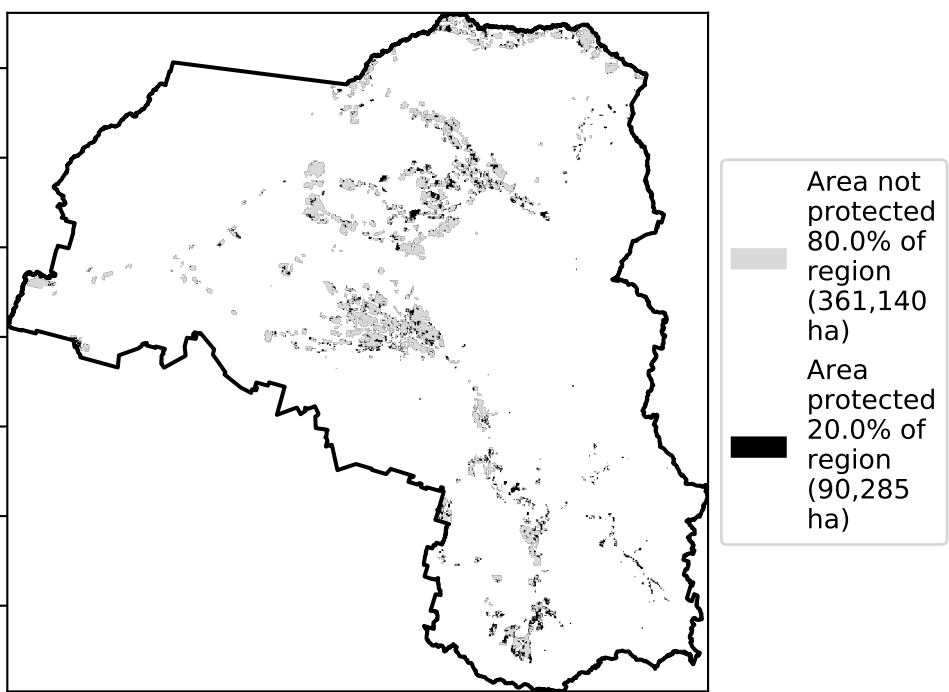 Area not
protected
80.0% of
region
(361,140
ha)
Area
protected
20.0% of
region
(90,285
ha)